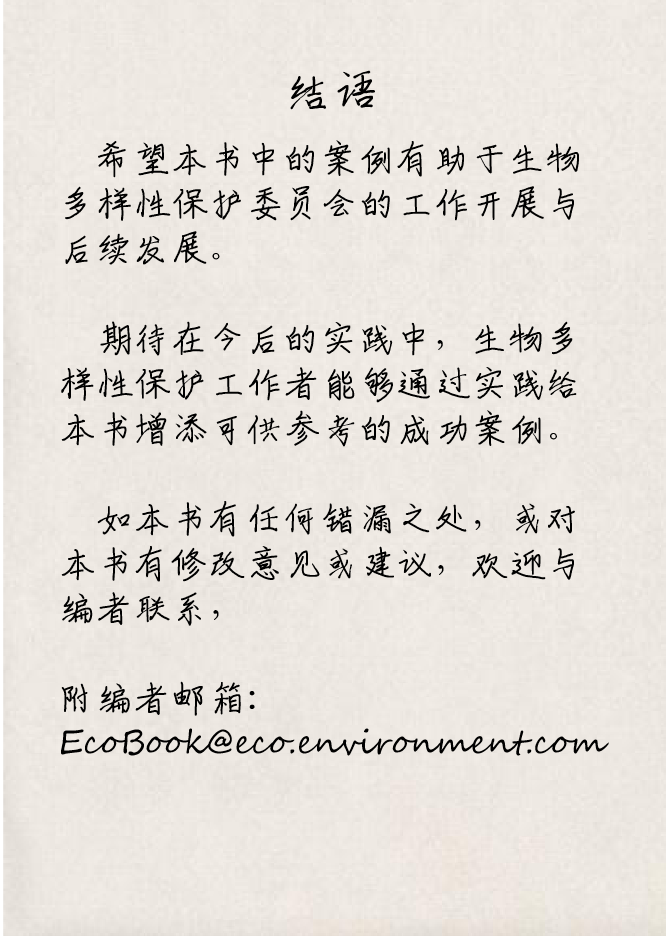 结语
希望本书中的案例有助于生物
多样性保护委员会的工作开展与
后续发展。
期待在今后的实践中，生物多
样性保护工作者能够通过实践给
本书增添可供参考的成功案例。
如本书有任何错漏之处，或对
本书有修改意见或建议，欢迎与
编者联系，
附编者邮箱：
EcoBook@eco.environment.com